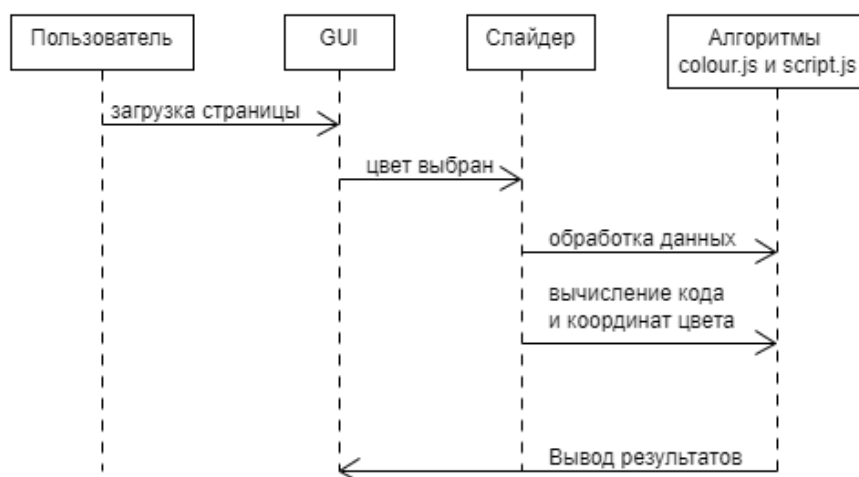 Пользователь
GUI
Слайдер
Алгоритмы
colour.js и script.js
загрузка страницы
цвет выбран
обработка данных
вычисление кода
и координат цвета
Вывод результатов